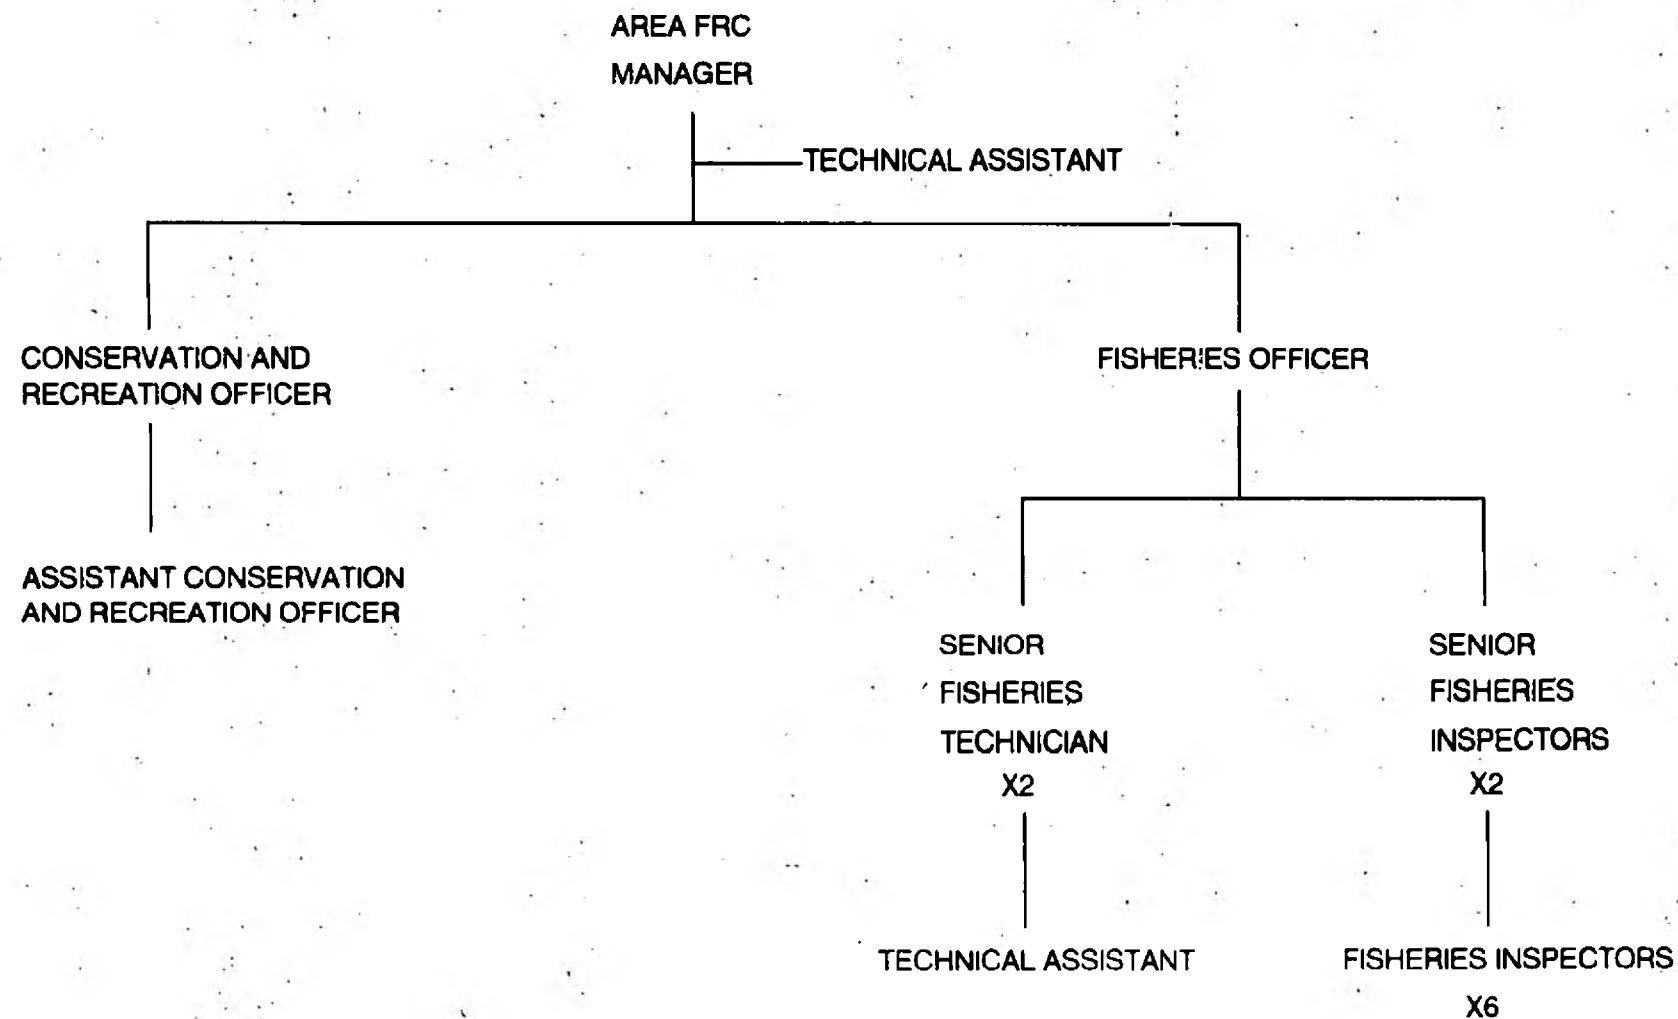 AREA FRC
MANAGER
TECHNICAL ASSISTANT
CONSERVATION AND
RECREATION OFFICER
FISHERIES OFFICER
ASSISTANT CONSERVATION
AND RECREATION OFFICER
SENIOR
FISHERIES
TECHNICIAN
X2
SENIOR
FISHERIES
INSPECTORS
X2
TECHNICAL ASSISTANT
FISHERIES INSPECTORS
X6